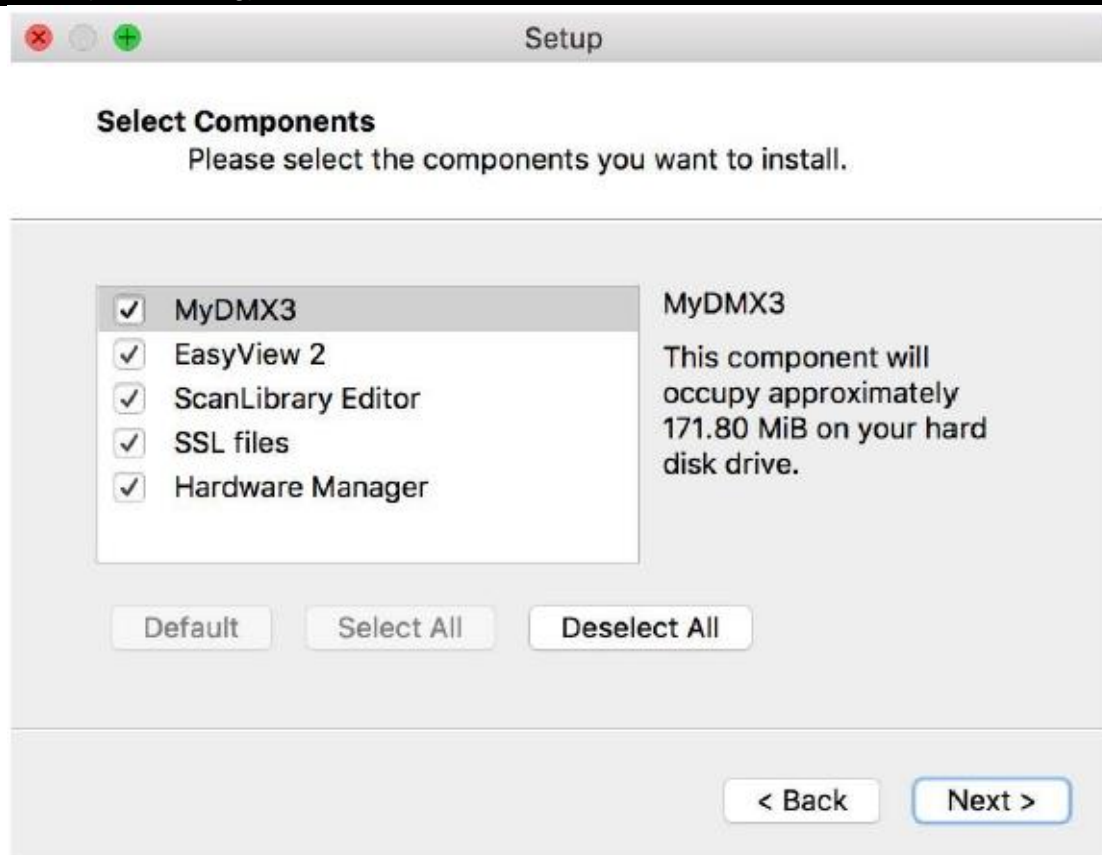 Setup
Select Components
Please select the components you want to install.
MyDMX3
EasyView 2
ScanLibrary Editor
SSL files
Hardware Manager
MyDMX3
This component will
occupy approximately
171.80 MiB on your hard
disk drive.
Default Select All Deselect All
< Back Next >